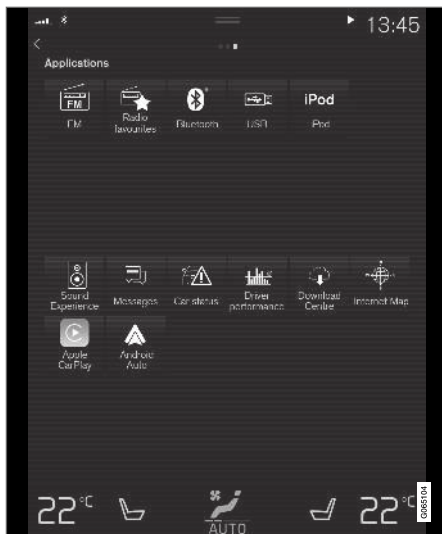 13:45
Applications
FM
iPod
FM
Radio
favourites
Bluetooth
USB
iPod
Sound
Experience
Messages
Car status
Driver
performance
Download
Centre
Internet Map
Apple
CarPlay
Android
Auto
22°C
22°C
AUTO
G065104